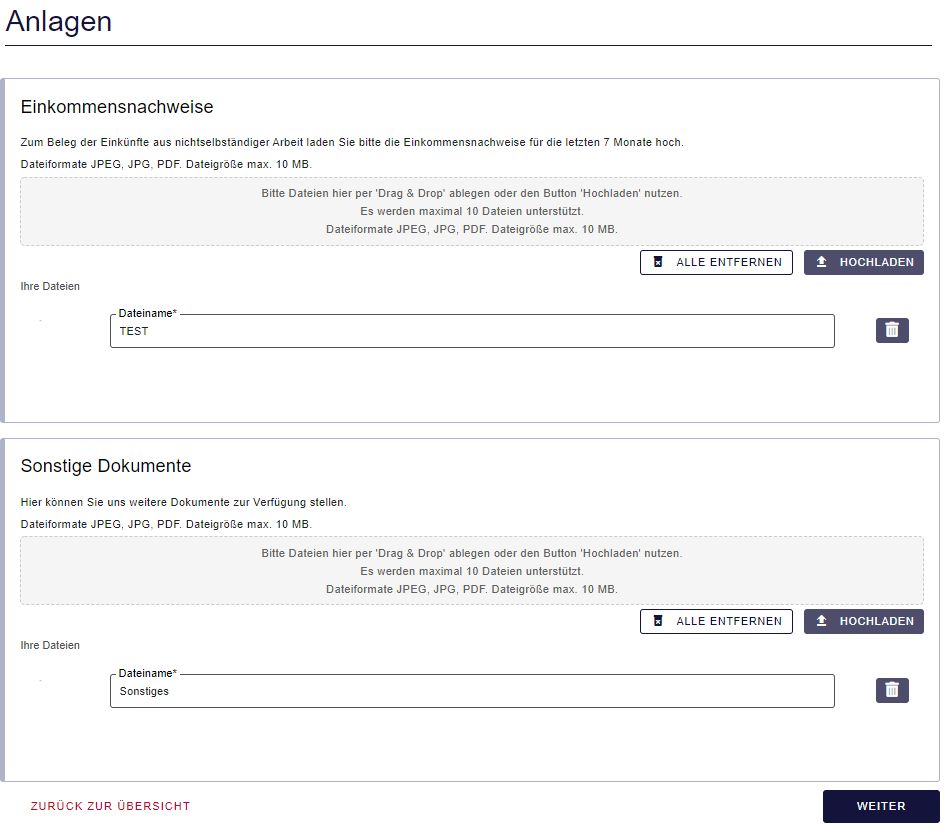 Anlagen
Einkommensnachweise
Zum Beleg der Einkünfte aus nichtselbständiger Arbeit laden Sie bitte die Einkommensnachweise für die letzten 7 Monate hoch.
Dateiformate JPEG, JPG, PDF. Dateigröße max. 10 MB.
Bitte Dateien hier per 'Drag & Drop' ablegen oder den Button 'Hochladen' nutzen.
Es werden maximal 10 Dateien unterstützt.
Dateiformate JPEG, JPG, PDF. Dateigröße max. 10 MB.
ALLE ENTFERNEN HOCHLADEN
Ihre Dateien
Dateiname*
TEST
Sonstige Dokumente
Hier können Sie uns weitere Dokumente zur Verfügung stellen.
Dateiformate JPEG, JPG, PDF. Dateigröße max. 10 MB.
Bitte Dateien hier per 'Drag & Drop' ablegen oder den Button 'Hochladen' nutzen.
Es werden maximal 10 Dateien unterstützt.
Dateiformate JPEG, JPG, PDF. Dateigröße max. 10 MB.
ALLE ENTFERNEN HOCHLADEN
Ihre Dateien
Dateiname*
Sonstiges
ZURÜCK ZUR ÜBERSICHT WEITER